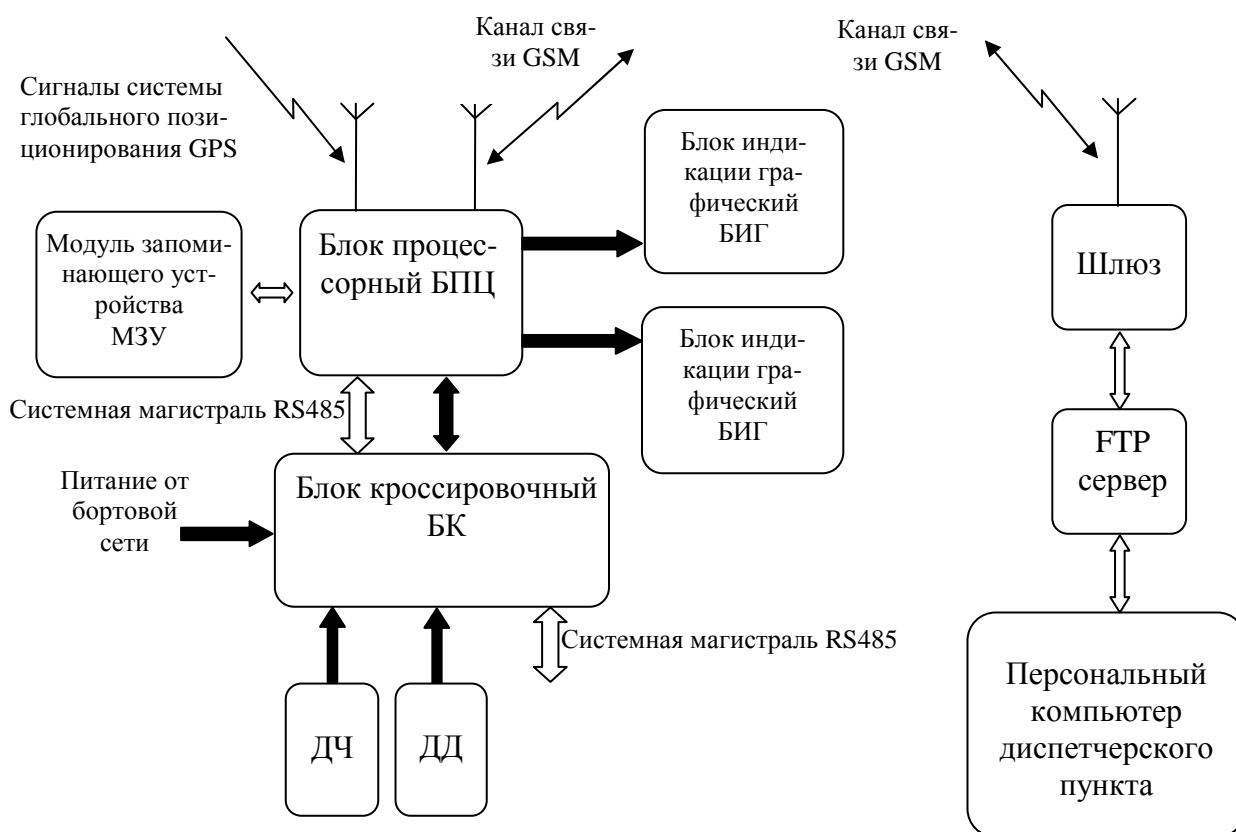 Канал свя-
зи GSM
Канал свя-
зи GSM
Сигналы системы
глобального пози-
ционирования GPS
Блок инди-
кации гра-
фический
БИГ
Модуль запоми-
нающего уст-
ройства
МЗУ
Блок процес-
сорный БПЦ
Шлюз
Блок инди-
кации гра-
фический
БИГ
Системная магистраль RS485
FTP
сервер
Питание от
бортовой
сети
Блок кроссировочный
БК
Системная магистраль RS485
ДЧ
ДД
Персональный
компьютер
диспетчерского
пункта